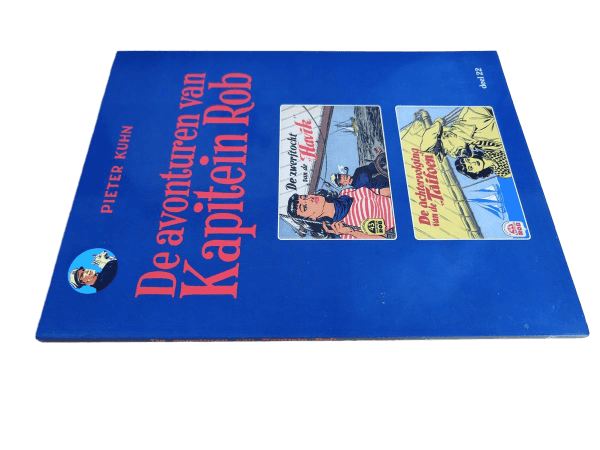 PIETER KUHN
De avonturen van
Kapitein Rob
De zwerftocht
van de Havik
De achtervolging
van de Taifoen
deel 22